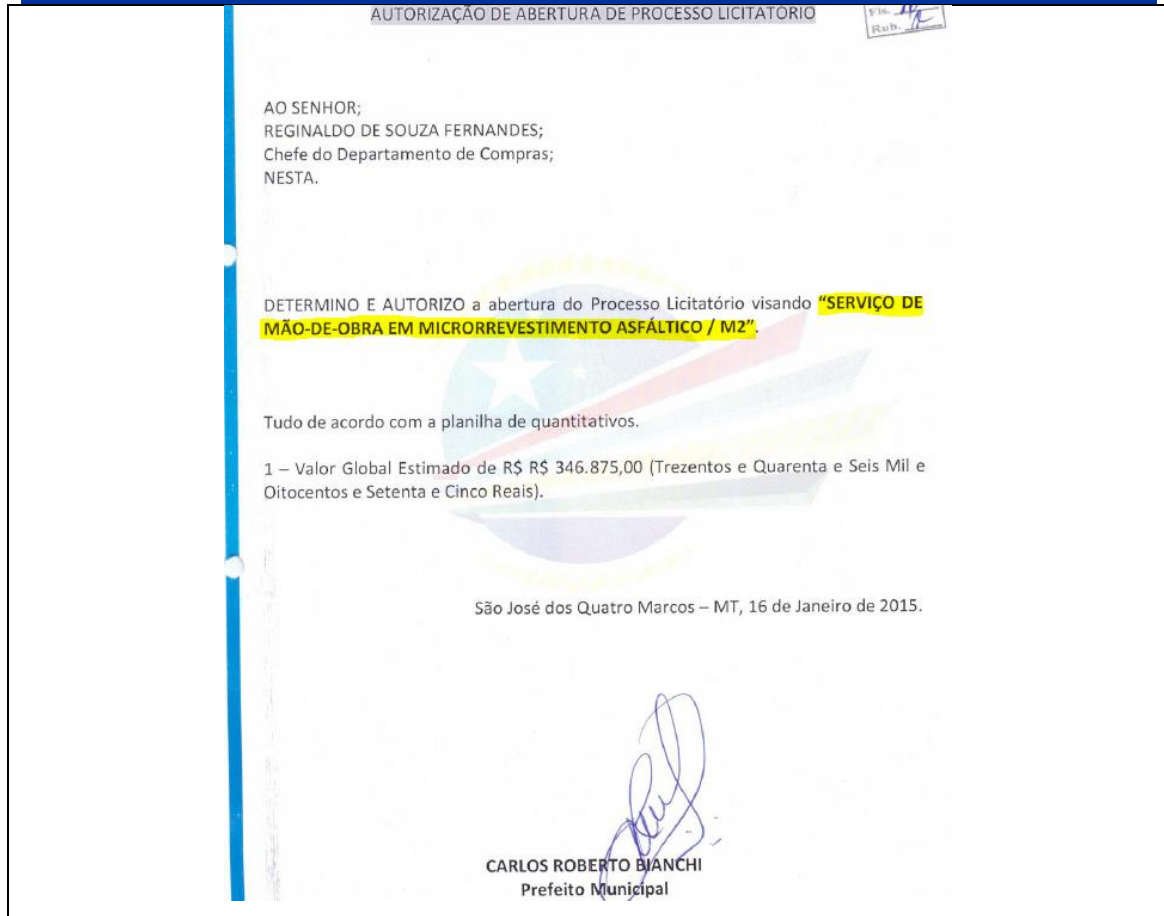 AUTORIZAÇÃO DE ABERTURA DE PROCESSO LICITATÓRIO
Fls.
Rub.
AO SENHOR;
REGINALDO DE SOUZA FERNANDES;
Chefe do Departamento de Compras;
NESTA.
DETERMINO E AUTORIZO a abertura do Processo Licitatório visando “SERVIÇO DE
MÃO-DE-OBRA EM MICRORREVESTIMENTO ASFÁLTICO / M2”.
Tudo de acordo com a planilha de quantitativos.
1 – Valor Global Estimado de R$ R$ 346.875,00 (Trezentos e Quarenta e Seis Mil e
Oitocentos e Setenta e Cinco Reais).
São José dos Quatro Marcos – MT, 16 de Janeiro de 2015.
CARLOS ROBERTO BIANCHI
Prefeito Municipal